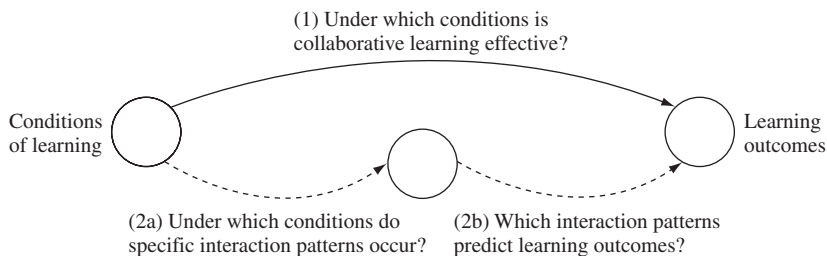 (1) Under which conditions is
collaborative learning effective?
Conditions
of learning
Learning
outcomes
(2a) Under which conditions do
specific interaction patterns occur?
(2b) Which interaction patterns
predict learning outcomes?